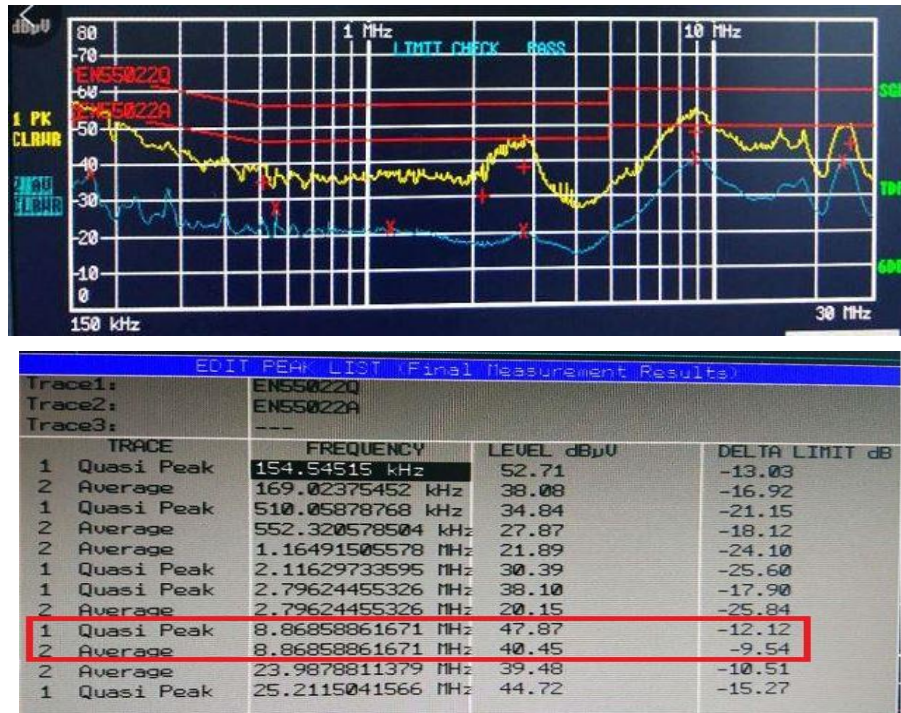 dBµV
80
1 MHz
10 MHz
LIMIT CHECK PASS
-70
EN55022Q
-60
EN55022A
1 PK
CLRWR
-50
-40
2 AV
CLRWR
-30
-20
-10
0
150 kHz
30 MHz
EDIT PEAK LIST (Final Measurement Results)
Trace1: EN55022Q
Trace2: EN55022A
Trace3: ---
TRACE FREQUENCY LEVEL dBµV DELTA LIMIT dB
1 Quasi Peak 154.54515 kHz 52.71 -13.03
2 Average 169.02375452 kHz 38.08 -16.92
1 Quasi Peak 510.05878768 kHz 34.84 -21.15
2 Average 552.320578504 kHz 27.87 -18.12
2 Average 1.16491505578 MHz 21.89 -24.10
1 Quasi Peak 2.11629733595 MHz 30.39 -25.60
1 Quasi Peak 2.79624455326 MHz 38.10 -17.90
2 Average 2.79624455326 MHz 20.15 -25.84
1 Quasi Peak 8.86858861671 MHz 47.87 -12.12
2 Average 8.86858861671 MHz 40.45 -9.54
2 Average 23.9878811379 MHz 39.48 -10.51
1 Quasi Peak 25.2115041566 MHz 44.72 -15.27